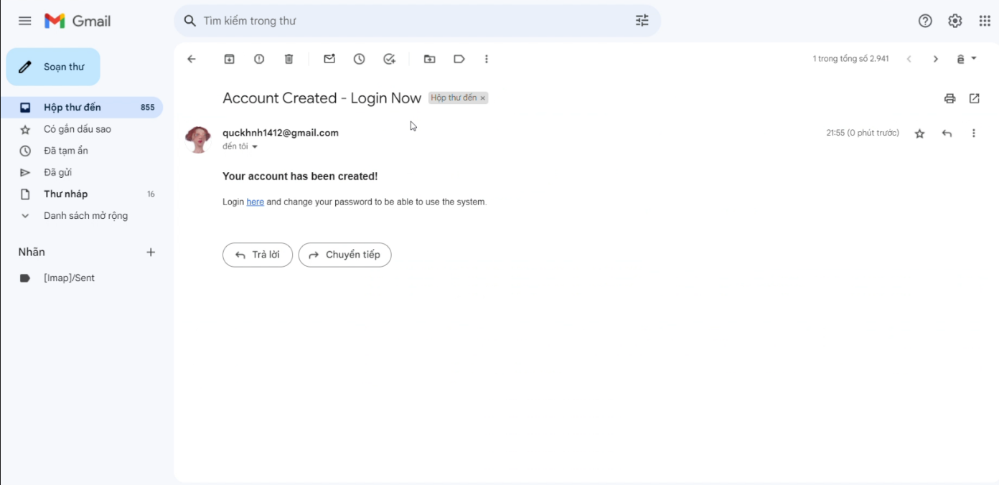 Gmail
Tìm kiếm trong thư
Soạn thư
1 trong tổng số 2.941
Hộp thư đến 855
Có gắn dấu sao
Đã tạm ẩn
Đã gửi
Thư nháp 16
Danh sách mở rộng
Nhãn
[Imap]/Sent
Account Created - Login Now Hộp thư đến ×
quckhnh1412@gmail.com 21:55 (0 phút trước)
đến tôi
Your account has been created!
Login here and change your password to be able to use the system.
Trả lời Chuyển tiếp